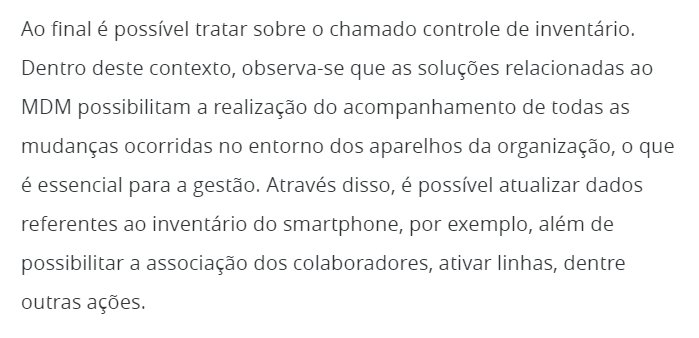 Ao final é possível tratar sobre o chamado controle de inventário.
Dentro deste contexto, observa-se que as soluções relacionadas ao
MDM possibilitam a realização do acompanhamento de todas as
mudanças ocorridas no entorno dos aparelhos da organização, o que
é essencial para a gestão. Através disso, é possível atualizar dados
referentes ao inventário do smartphone, por exemplo, além de
possibilitar a associação dos colaboradores, ativar linhas, dentre
outras ações.